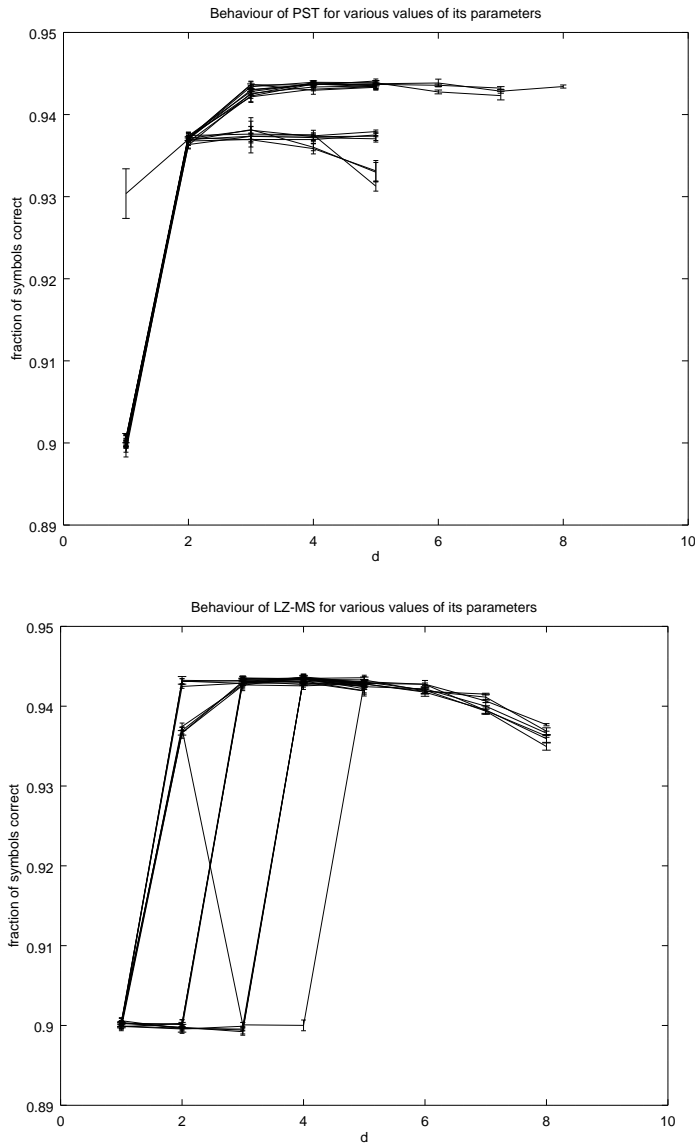 Behaviour of PST for various values of its parameters
0.95
0.94
0.93
0.92
0.91
0.9
0.89
fraction of symbols correct
0 2 4 6 8 10
d
Behaviour of LZ-MS for various values of its parameters
0.95
0.94
0.93
0.92
0.91
0.9
0.89
fraction of symbols correct
0 2 4 6 8 10
d